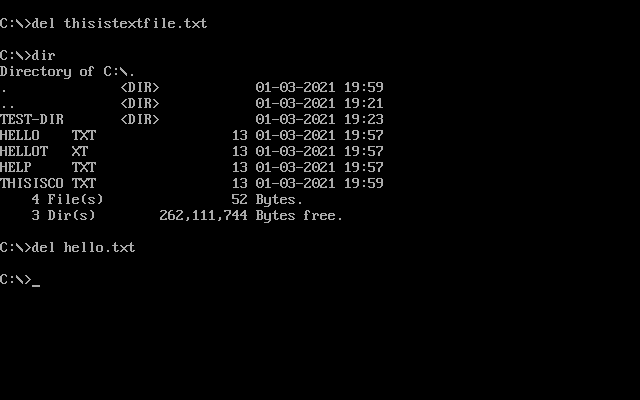 C:\>del thisistextfile.txt
C:\>dir
Directory of C:\.
.              <DIR>            01-03-2021 19:59
..             <DIR>            01-03-2021 19:21
TEST-DIR       <DIR>            01-03-2021 19:23
HELLO    TXT                 13 01-03-2021 19:57
HELLOT   XT                  13 01-03-2021 19:57
HELP     TXT                 13 01-03-2021 19:57
THISISCO TXT                 13 01-03-2021 19:59
    4 File(s)                52 Bytes.
    3 Dir(s)        262,111,744 Bytes free.
C:\>del hello.txt
C:\>_